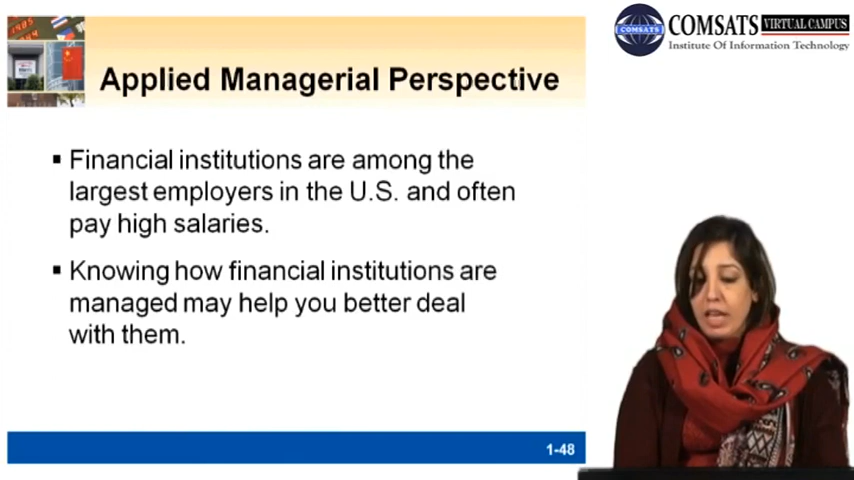 COMSATS VIRTUAL CAMPUS
COMSATS
Institute Of Information Technology
Applied Managerial Perspective
▪ Financial institutions are among the
largest employers in the U.S. and often
pay high salaries.
▪ Knowing how financial institutions are
managed may help you better deal
with them.
1-48